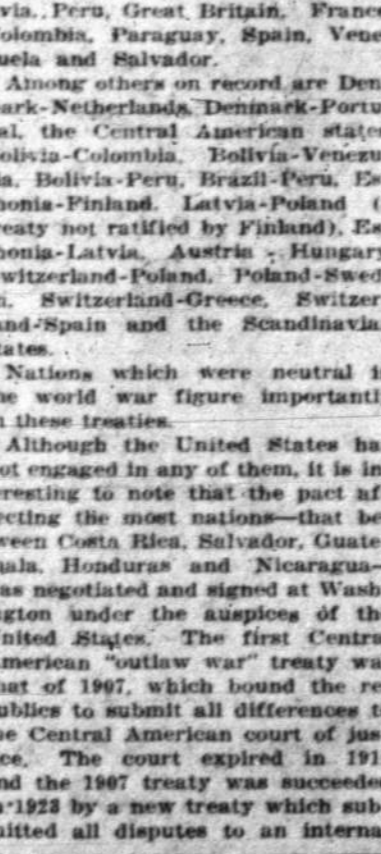 via, Peru, Great Britain, France
olombia, Paraguay, Spain, Vene
uela and Salvador.
Among others on record are Den
ark-Netherlands, Denmark-Portu
al, the Central American state
olivia-Colombia, Bolivia-Venezu
a, Bolivia-Peru, Brazil-Peru, Es
honia-Finland, Latvia-Poland (
reaty not ratified by Finland), Es
honia-Latvia, Austria - Hungary
witzerland-Poland, Poland-Swed
n, Switzerland-Greece, Switzer
and-Spain and the Scandinavia
tates.
Nations which were neutral i
he world war figure importantl
n these treaties.
Although the United States ha
ot engaged in any of them, it is in
eresting to note that the pact af
ecting the most nations—that be
ween Costa Rica, Salvador, Guate
ala, Honduras and Nicaragua—
as negotiated and signed at Wash
ngton under the auspices of th
nited States. The first Centra
merican "outlaw war" treaty wa
hat of 1907, which bound the re
ublics to submit all differences t
he Central American court of jus
ce. The court expired in 191
nd the 1907 treaty was succeede
n 1923 by a new treaty which sub
itted all disputes to an interna